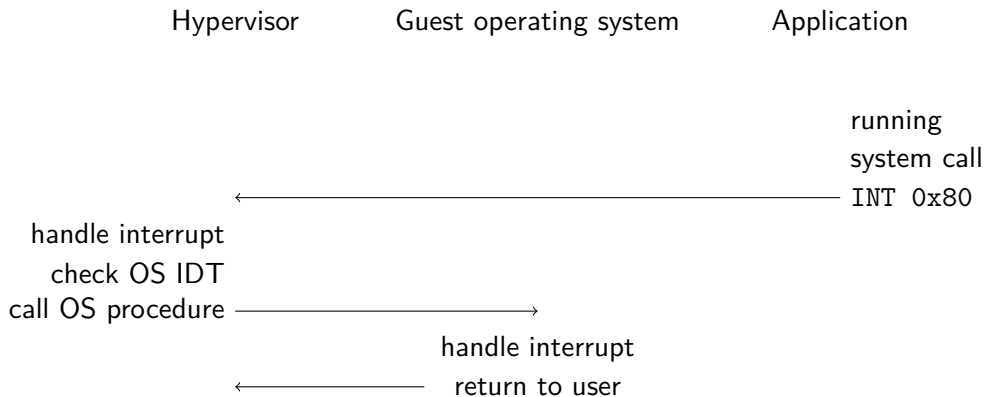 Hypervisor Guest operating system Application
running
system call
INT 0x80
handle interrupt
check OS IDT
call OS procedure
handle interrupt
return to user